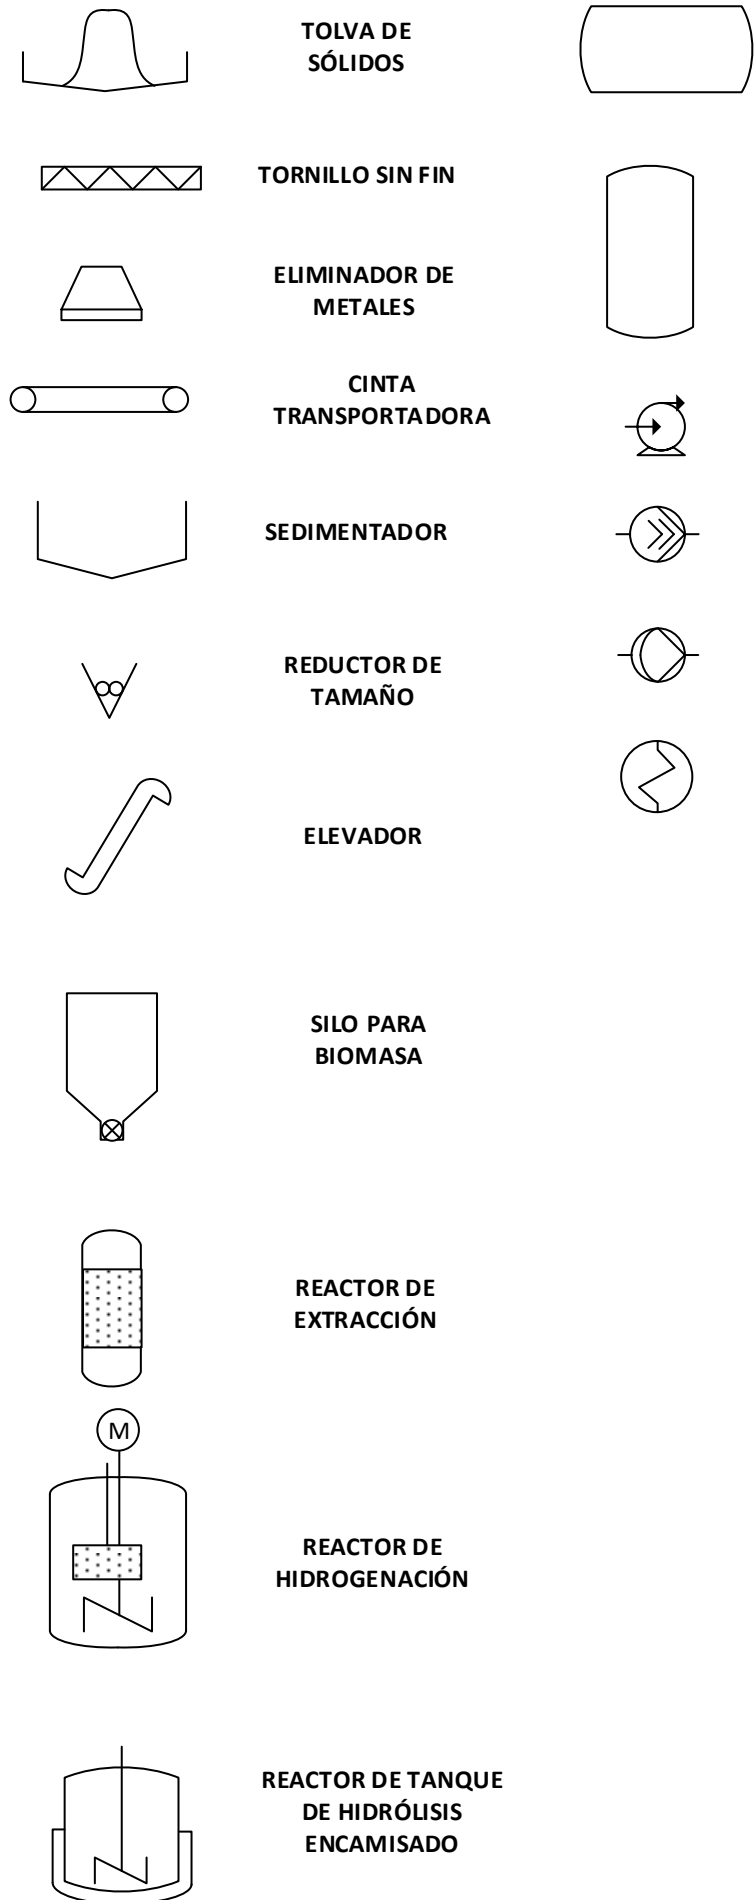 TOLVA DE
SÓLIDOS
TORNILLO SIN FIN
ELIMINADOR DE
METALES
CINTA
TRANSPORTADORA
SEDIMENTADOR
REDUCTOR DE
TAMAÑO
ELEVADOR
SILO PARA
BIOMASA
REACTOR DE
EXTRACCIÓN
M
REACTOR DE
HIDROGENACIÓN
REACTOR DE TANQUE
DE HIDRÓLISIS
ENCAMISADO